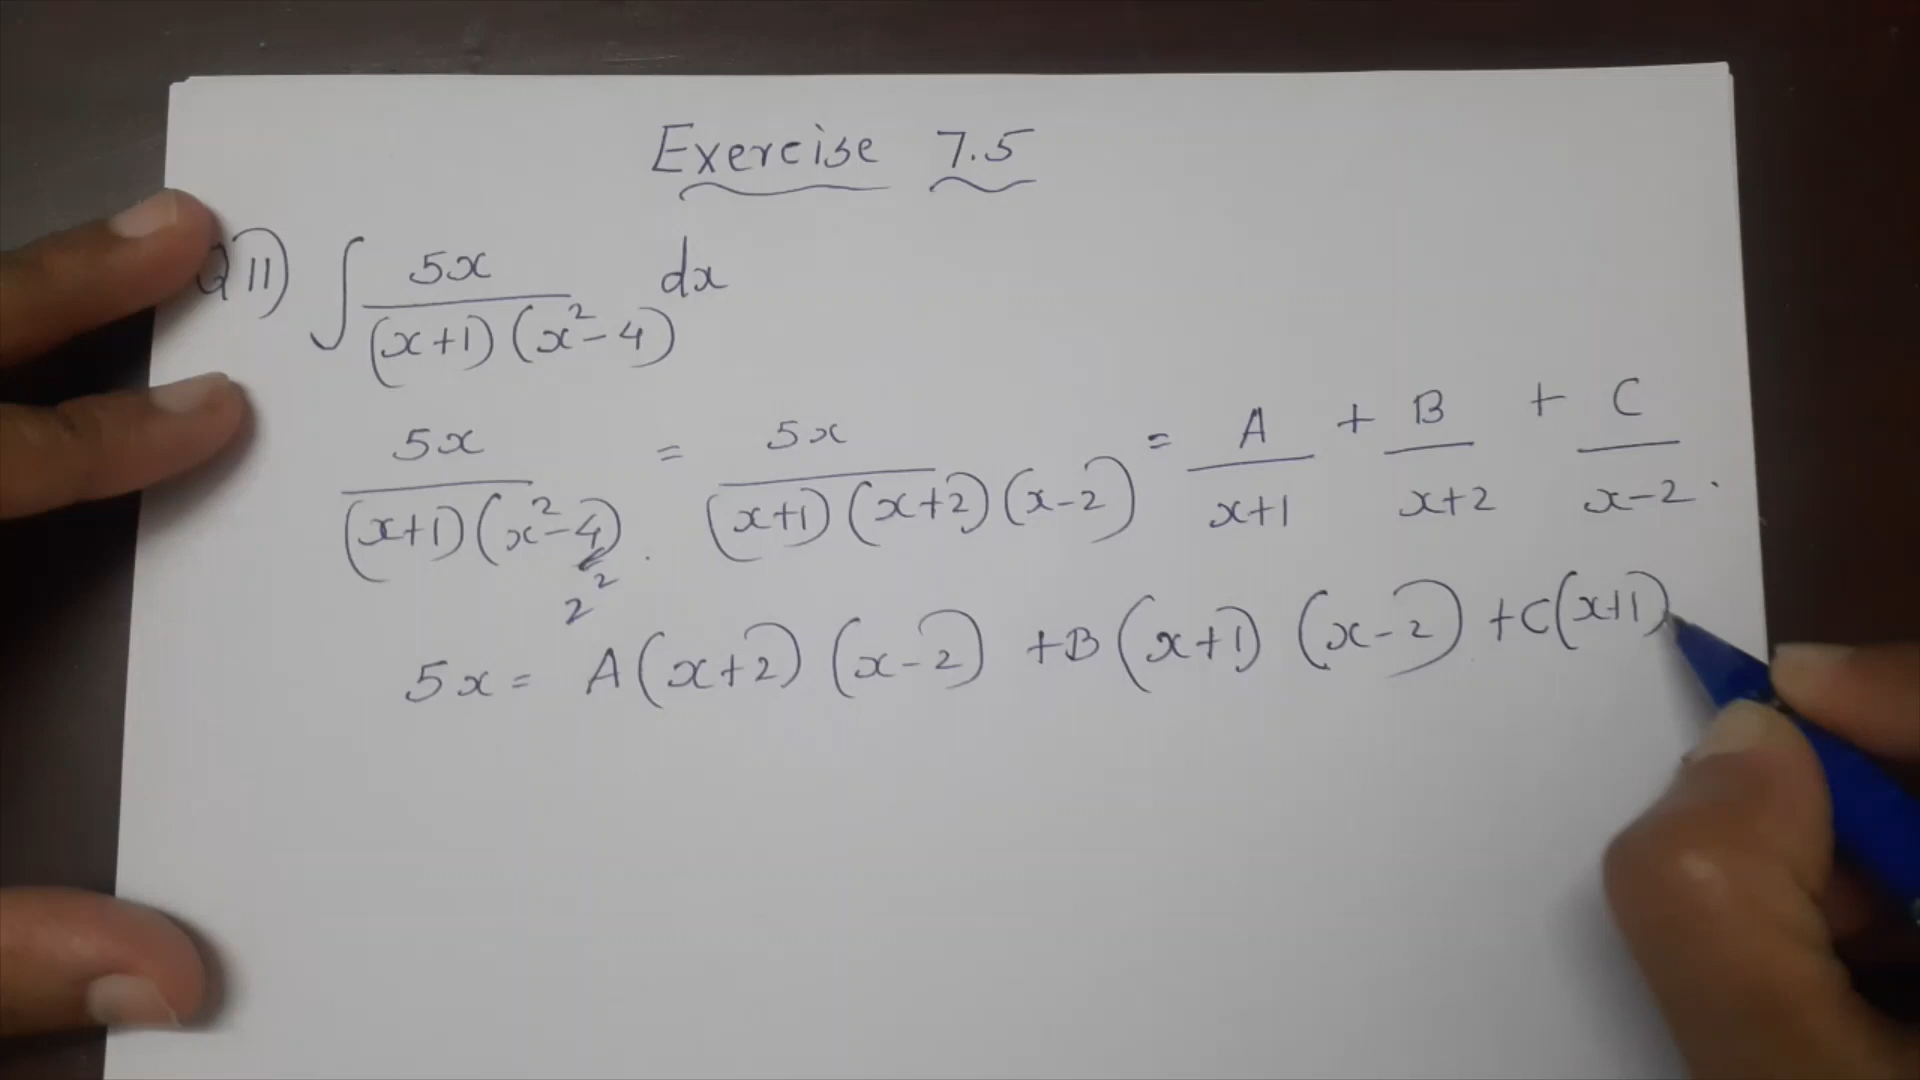 Exercise 7.5
Q11) ∫ 5x / (x+1) (x²-4) dx
5x / (x+1) (x²-4) = 5x / (x+1) (x+2) (x-2) = A / x+1 + B / x+2 + C / x-2 .
2²
5x = A (x+2) (x-2) +B (x+1) (x-2) +C (x+1)